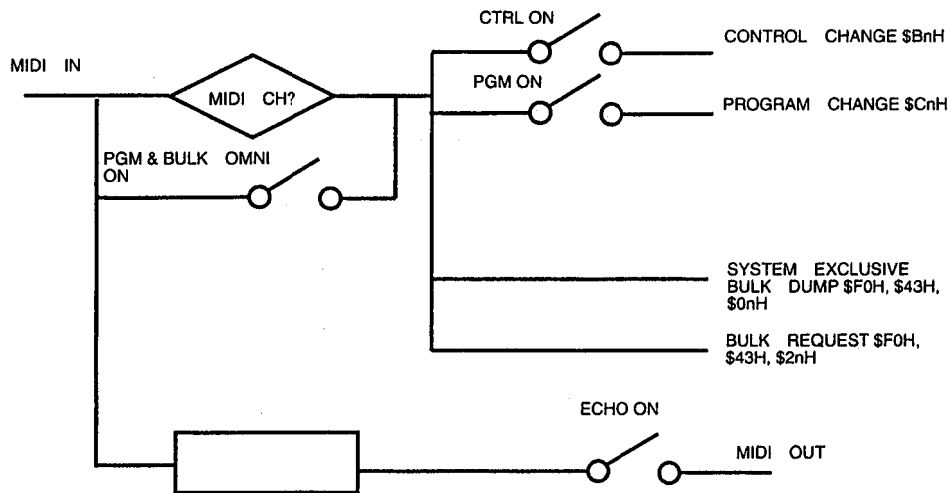 CTRL ON
CONTROL CHANGE $BnH
MIDI IN
MIDI CH?
PGM ON
PROGRAM CHANGE $CnH
PGM & BULK OMNI
ON
SYSTEM EXCLUSIVE
BULK DUMP $F0H, $43H,
$0nH
BULK REQUEST $F0H,
$43H, $2nH
ECHO ON
MIDI OUT